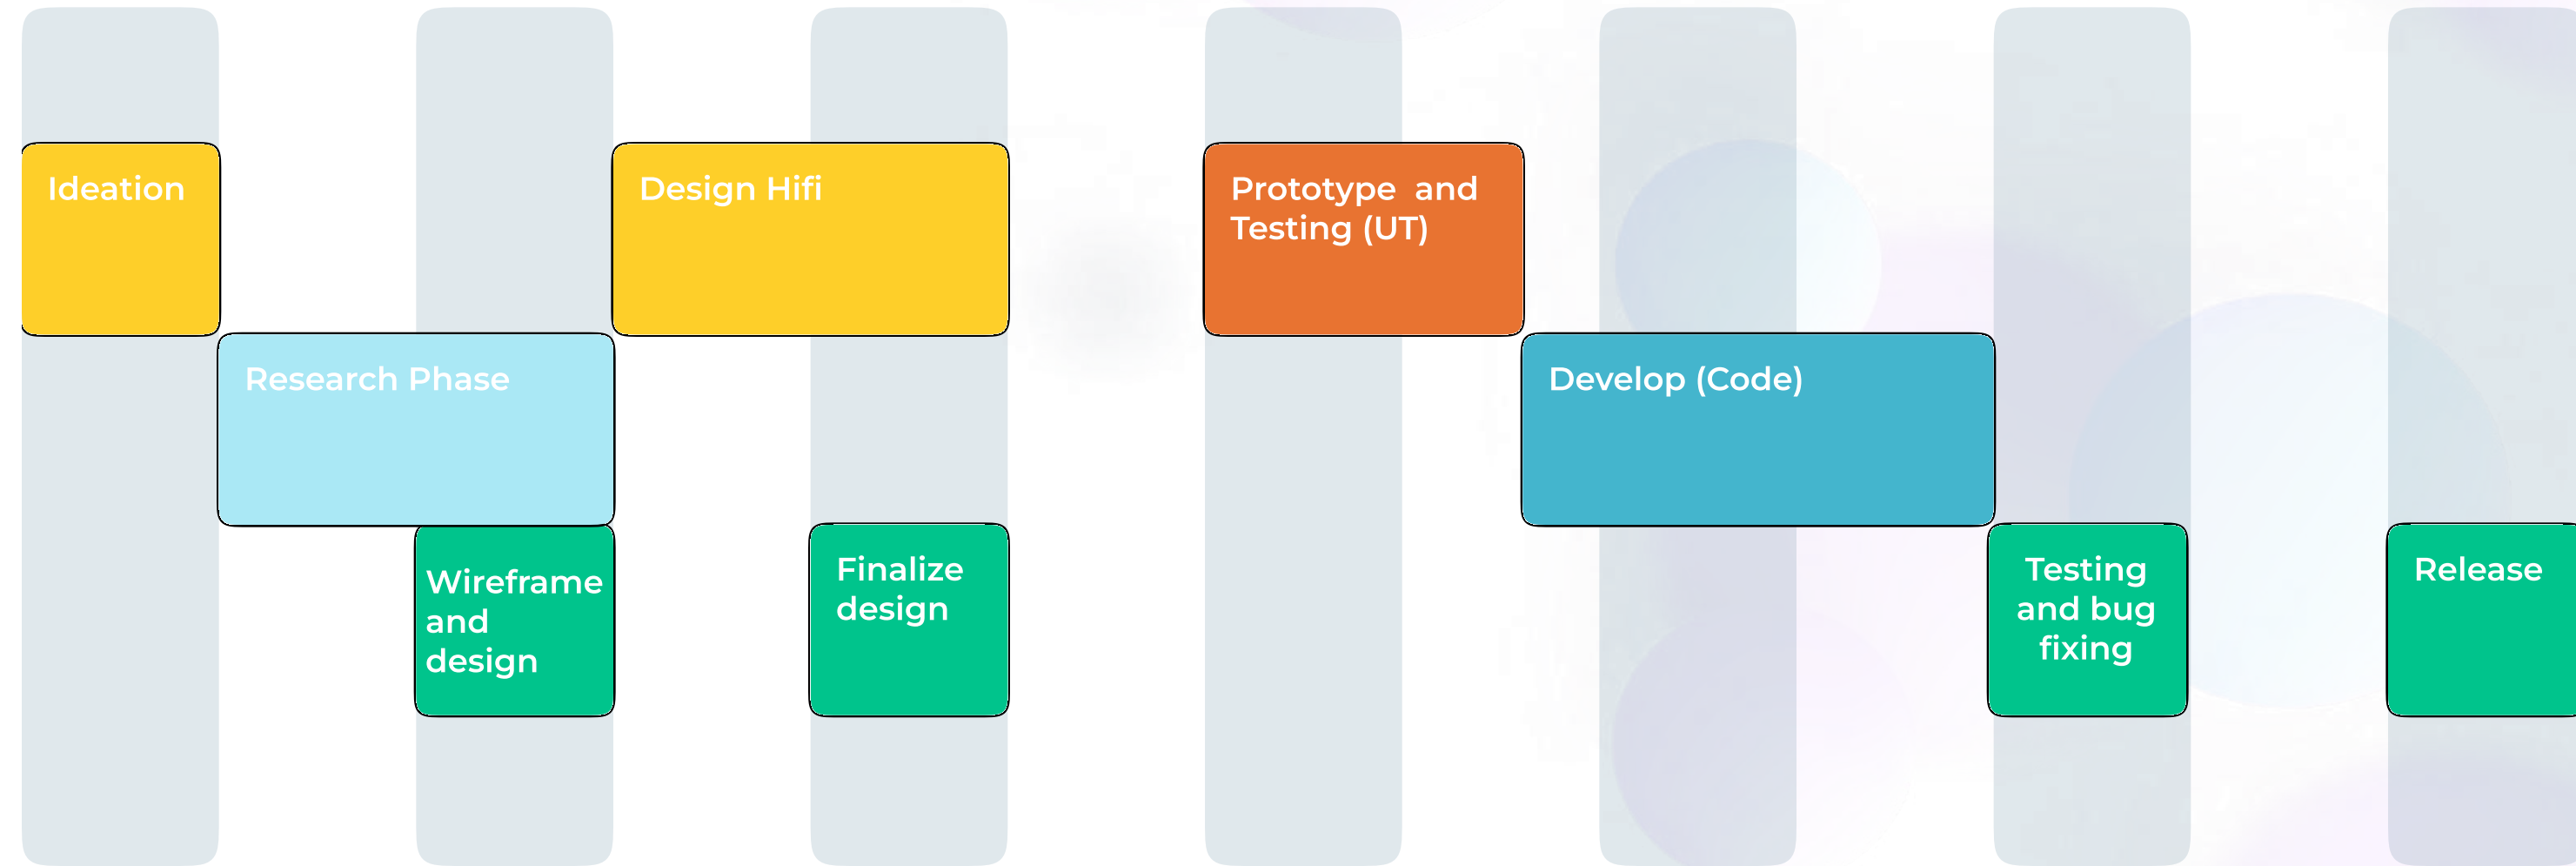 Ideation
Design Hifi
Prototype and
Testing (UT)
Research Phase
Develop (Code)
Wireframe
and
design
Finalize
design
Testing
and bug
fixing
Release